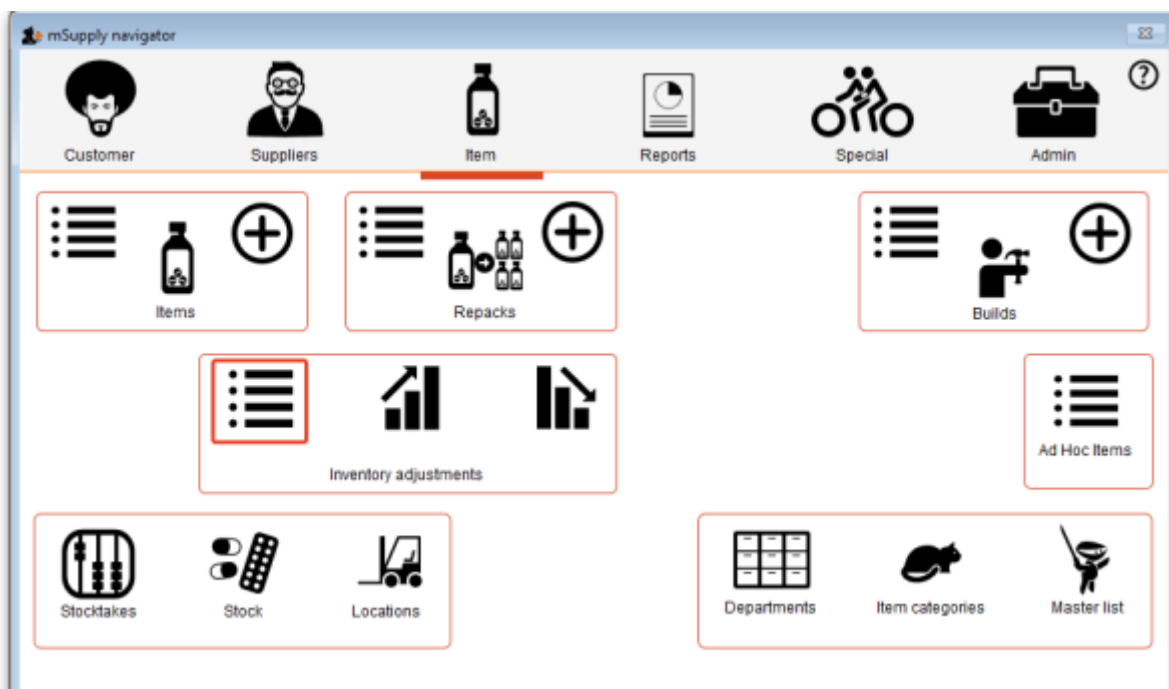 mSupply navigator
Customer
Suppliers
Item
Reports
Special
Admin
?
Items
Repacks
Builds
Inventory adjustments
Ad Hoc Items
Stocktakes
Stock
Locations
Departments
Item categories
Master list